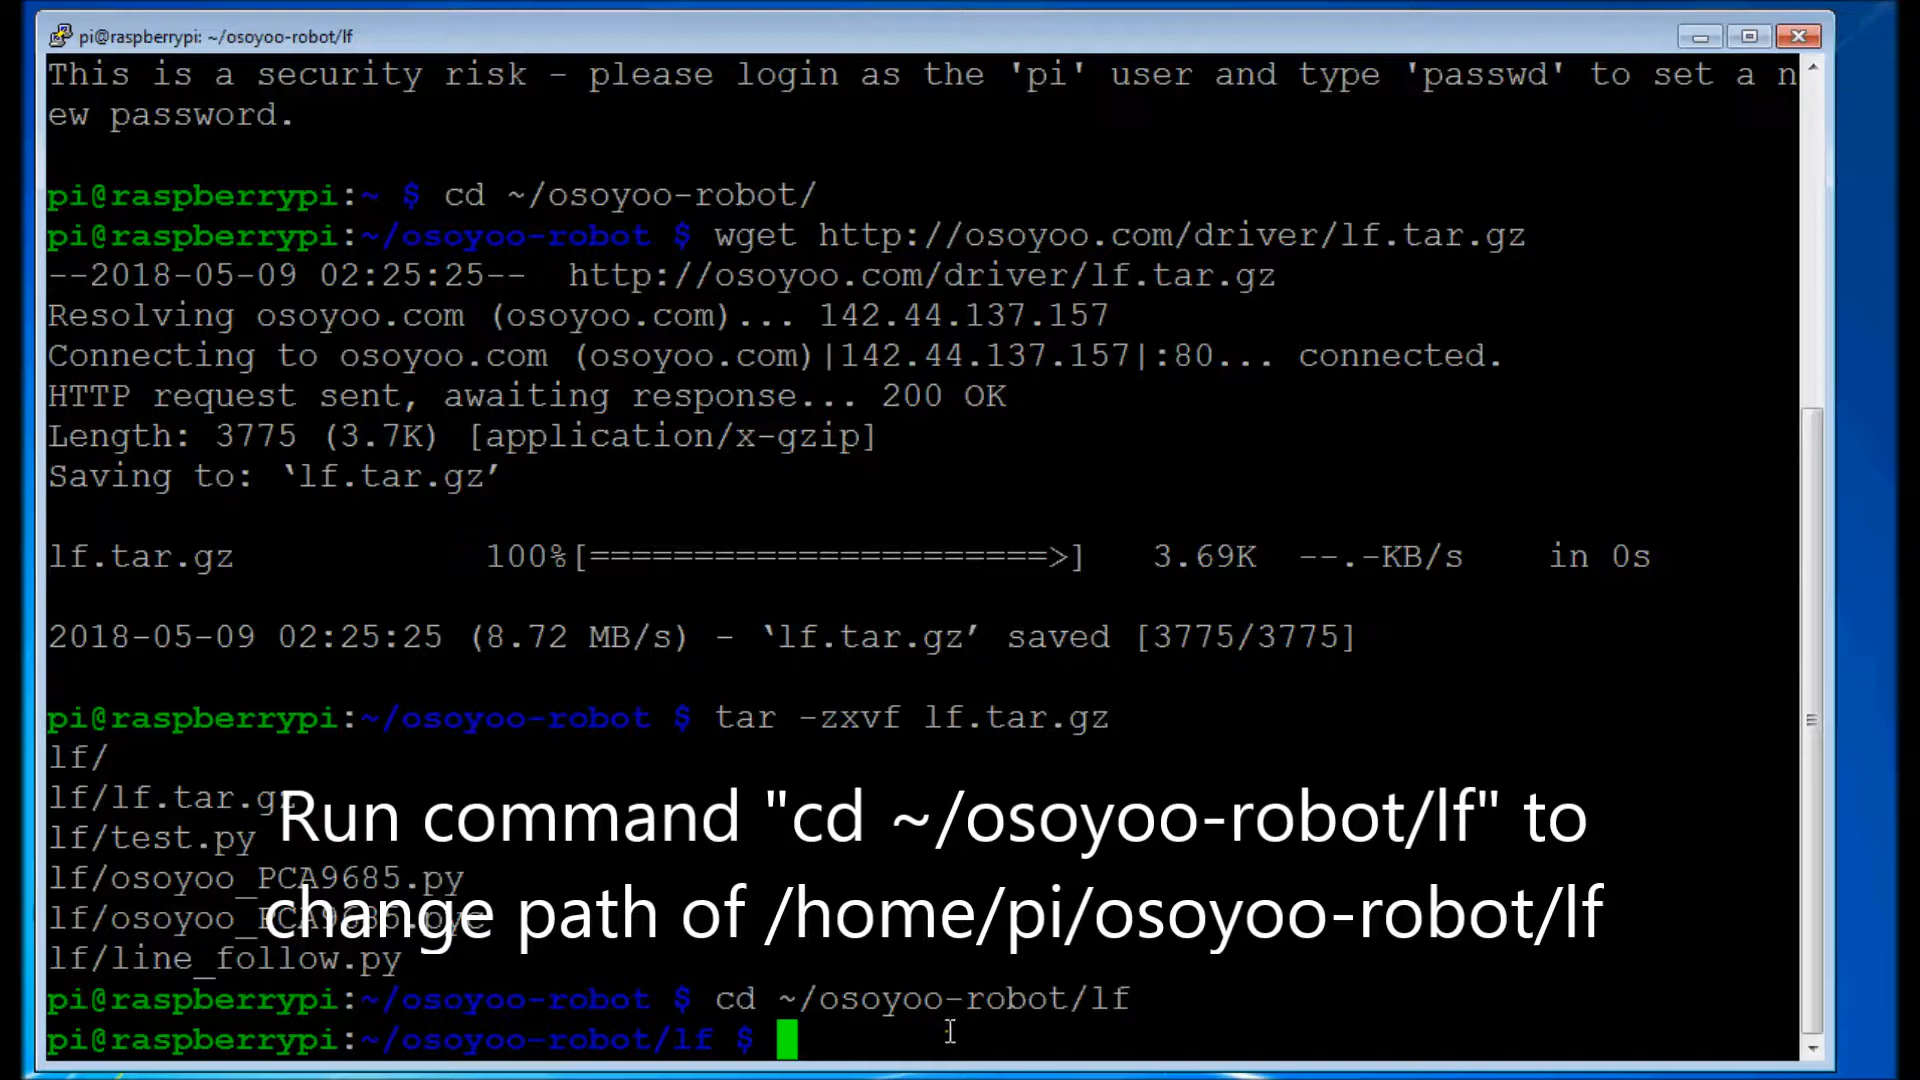 pi@raspberrypi: ~/osoyoo-robot/lf
This is a security risk - please login as the 'pi' user and type 'passwd' to set a n
ew password.
pi@raspberrypi:~ $ cd ~/osoyoo-robot/
pi@raspberrypi:~/osoyoo-robot $ wget http://osoyoo.com/driver/lf.tar.gz
--2018-05-09 02:25:25--  http://osoyoo.com/driver/lf.tar.gz
Resolving osoyoo.com (osoyoo.com)... 142.44.137.157
Connecting to osoyoo.com (osoyoo.com)|142.44.137.157|:80... connected.
HTTP request sent, awaiting response... 200 OK
Length: 3775 (3.7K) [application/x-gzip]
Saving to: ‘lf.tar.gz’
lf.tar.gz            100%[======================>]   3.69K  --.-KB/s    in 0s
2018-05-09 02:25:25 (8.72 MB/s) - ‘lf.tar.gz’ saved [3775/3775]
pi@raspberrypi:~/osoyoo-robot $ tar -zxvf lf.tar.gz
lf/
lf/lf.tar.gz
lf/test.py
lf/osoyoo_PCA9685.py
lf/osoyoo_PCA9685.pyc
lf/line_follow.py
Run command "cd ~/osoyoo-robot/lf" to
change path of /home/pi/osoyoo-robot/lf
pi@raspberrypi:~/osoyoo-robot $ cd ~/osoyoo-robot/lf
pi@raspberrypi:~/osoyoo-robot/lf $